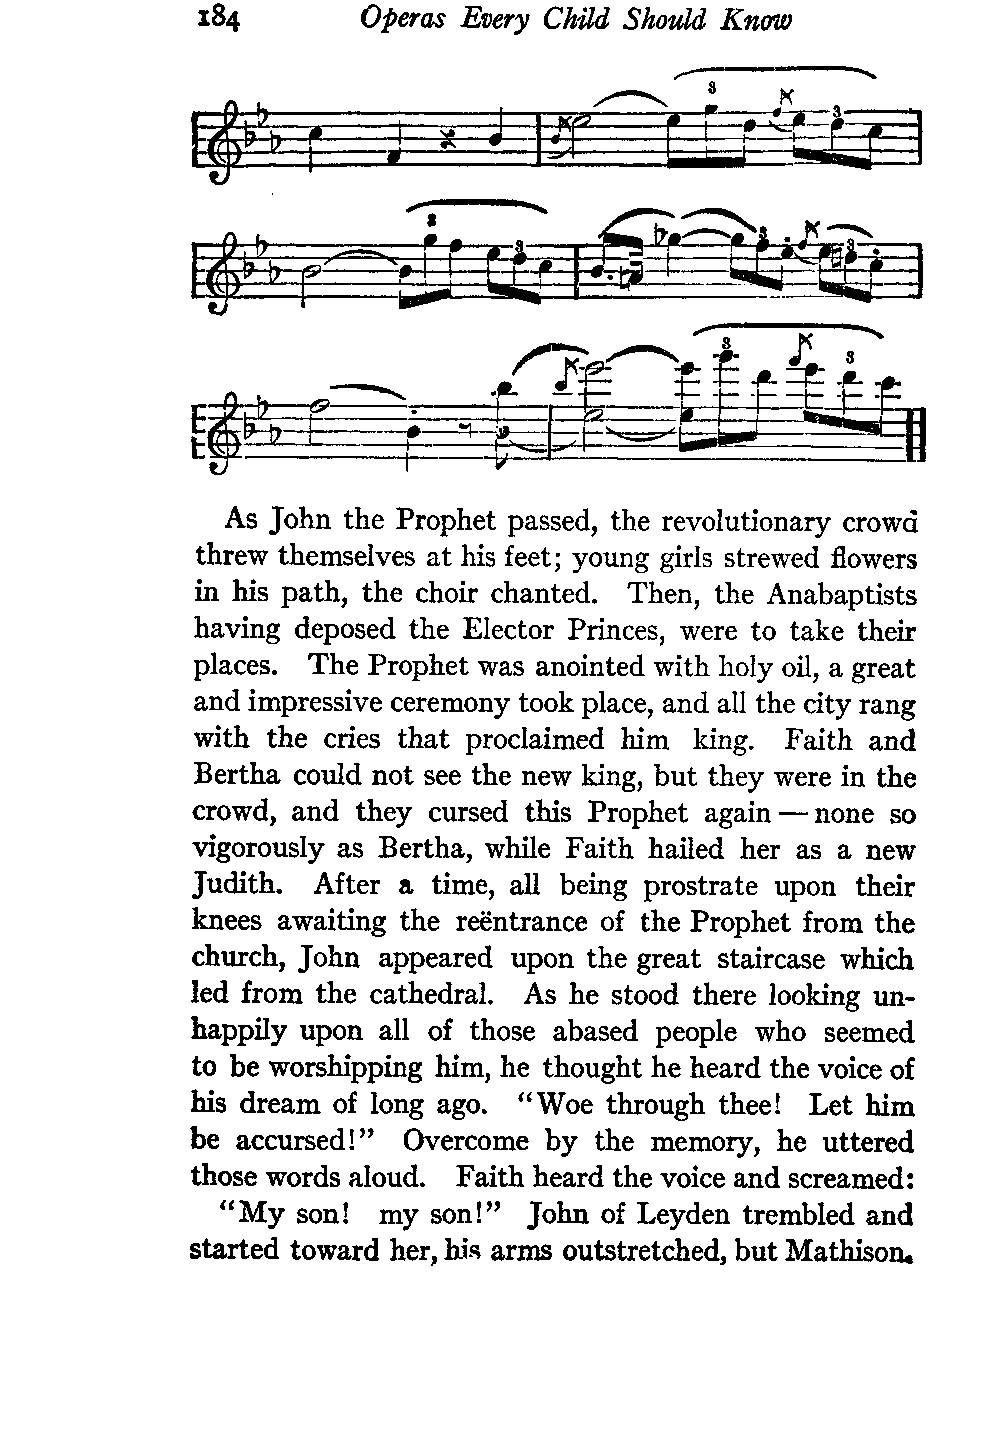 184 Operas Every Child Should Know
3 3
3 3 3 3
3 3
As John the Prophet passed, the revolutionary crowd
threw themselves at his feet; young girls strewed flowers
in his path, the choir chanted. Then, the Anabaptists
having deposed the Elector Princes, were to take their
places. The Prophet was anointed with holy oil, a great
and impressive ceremony took place, and all the city rang
with the cries that proclaimed him king. Faith and
Bertha could not see the new king, but they were in the
crowd, and they cursed this Prophet again — none so
vigorously as Bertha, while Faith hailed her as a new
Judith. After a time, all being prostrate upon their
knees awaiting the reëntrance of the Prophet from the
church, John appeared upon the great staircase which
led from the cathedral. As he stood there looking un-
happily upon all of those abased people who seemed
to be worshipping him, he thought he heard the voice of
his dream of long ago. "Woe through thee! Let him
be accursed!" Overcome by the memory, he uttered
those words aloud. Faith heard the voice and screamed:
"My son! my son!" John of Leyden trembled and
started toward her, his arms outstretched, but Mathison.